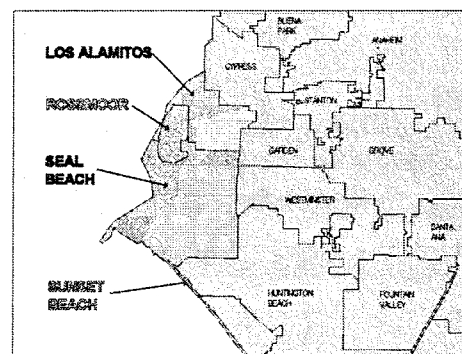 BUENA
PARK
ANAHEIM
LOS ALAMITOS
CYPRESS
ROSSMOOR
STANTON
GARDEN
GROVE
SEAL
BEACH
WESTMINSTER
SANTA
ANA
SUNSET
BEACH
HUNTINGTON
BEACH
FOUNTAIN
VALLEY